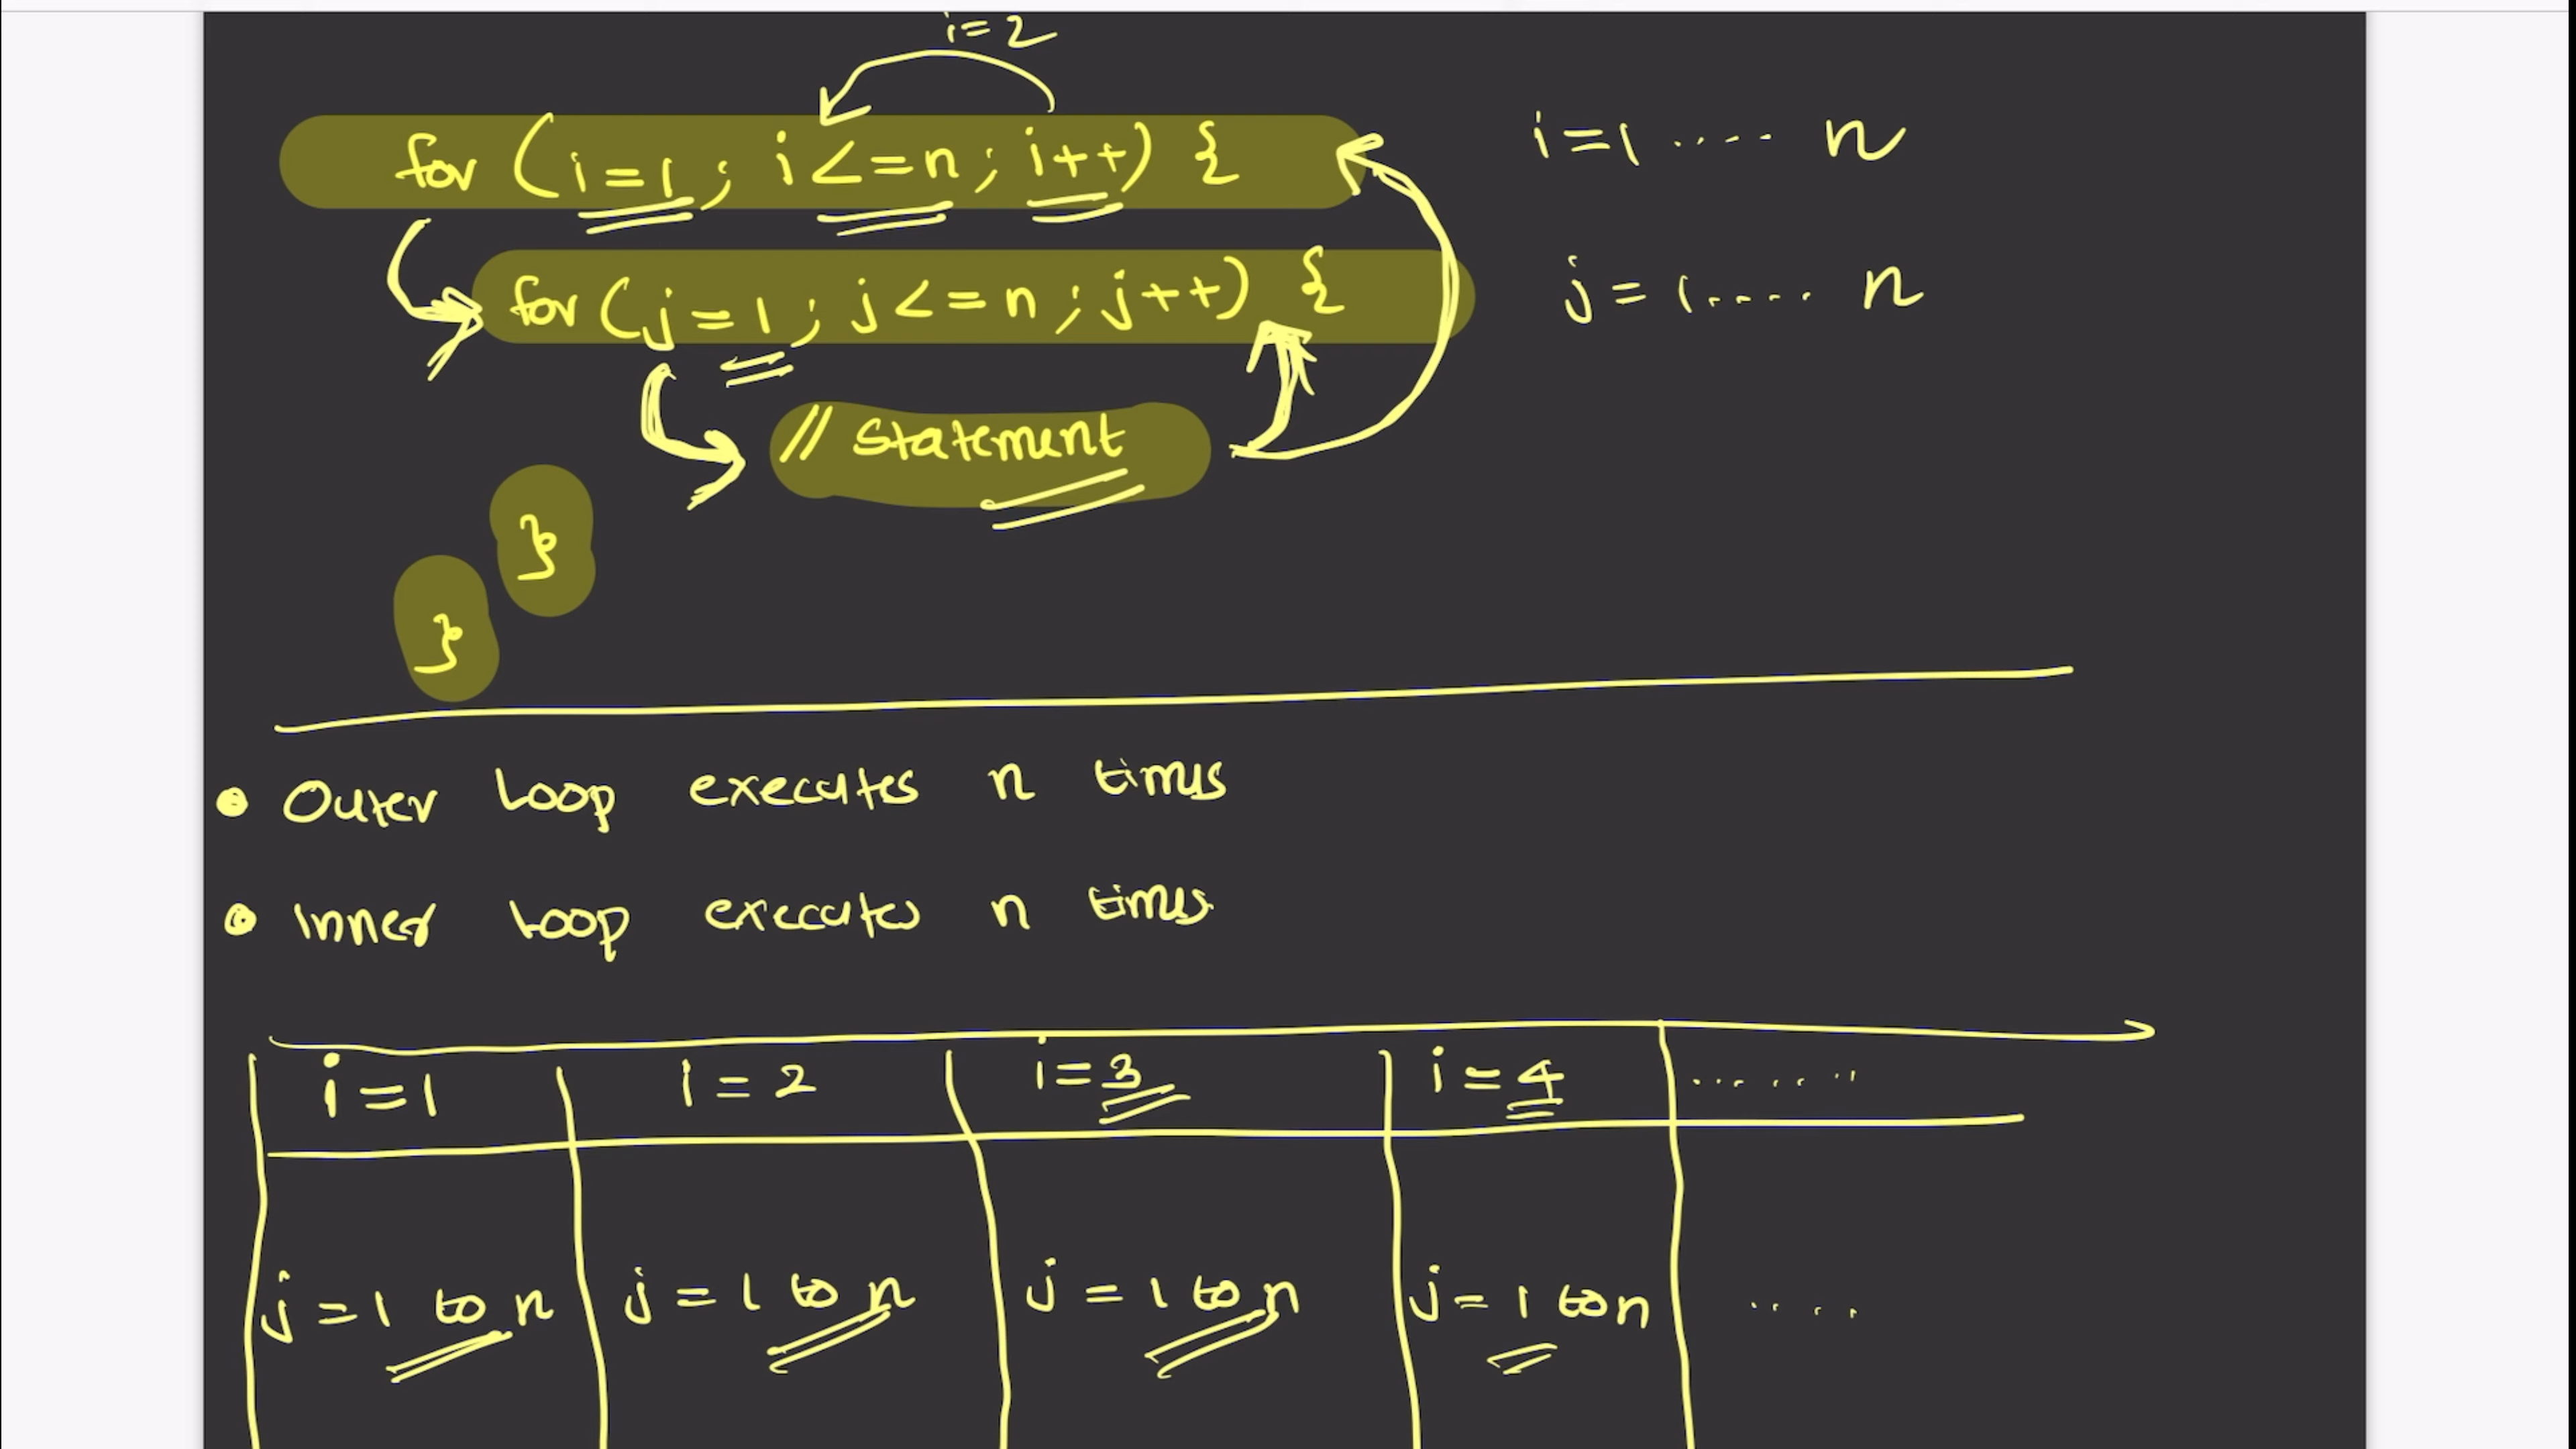 i=2
for (i=1; i<=n; i++) {
i=1 .... n
for (j=1; j<=n; j++) {
j=1.... n
// Statement
}
}
• Outer Loop executes n times
• Inner Loop executes n times
i=1 i=2 i=3 i=4 .......
j=1 to n j=1 to n j=1 to n j=1 to n ....